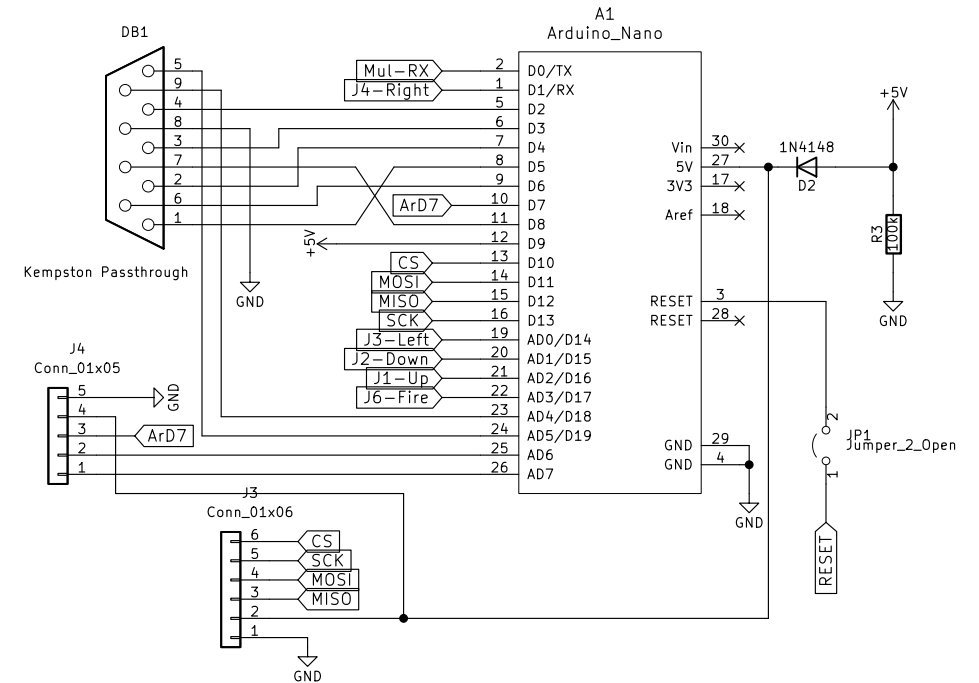 A1
Arduino_Nano
DB1
5
9
4
8
3
7
2
6
1
Kempston Passthrough
GND
Mul-RX
J4-Right
ArD7
+5V
CS
MOSI
MISO
SCK
J3-Left
J2-Down
J1-Up
J6-Fire
2 D0/TX
1 D1/RX
5 D2
6 D3
7 D4
8 D5
9 D6
10 D7
11 D8
12 D9
13 D10
14 D11
15 D12
16 D13
19 AD0/D14
20 AD1/D15
21 AD2/D16
22 AD3/D17
23 AD4/D18
24 AD5/D19
25 AD6
26 AD7
Vin 30
5V 27
3V3 17
Aref 18
RESET 3
RESET 28
GND 29
GND 4
GND
1N4148
D2
+5V
R3
100k
GND
2
JP1
Jumper_2_Open
1
RESET
J4
Conn_01x05
5
GND
4
3
ArD7
2
1
J3
Conn_01x06
6 CS
5 SCK
4 MOSI
3 MISO
2
1
GND